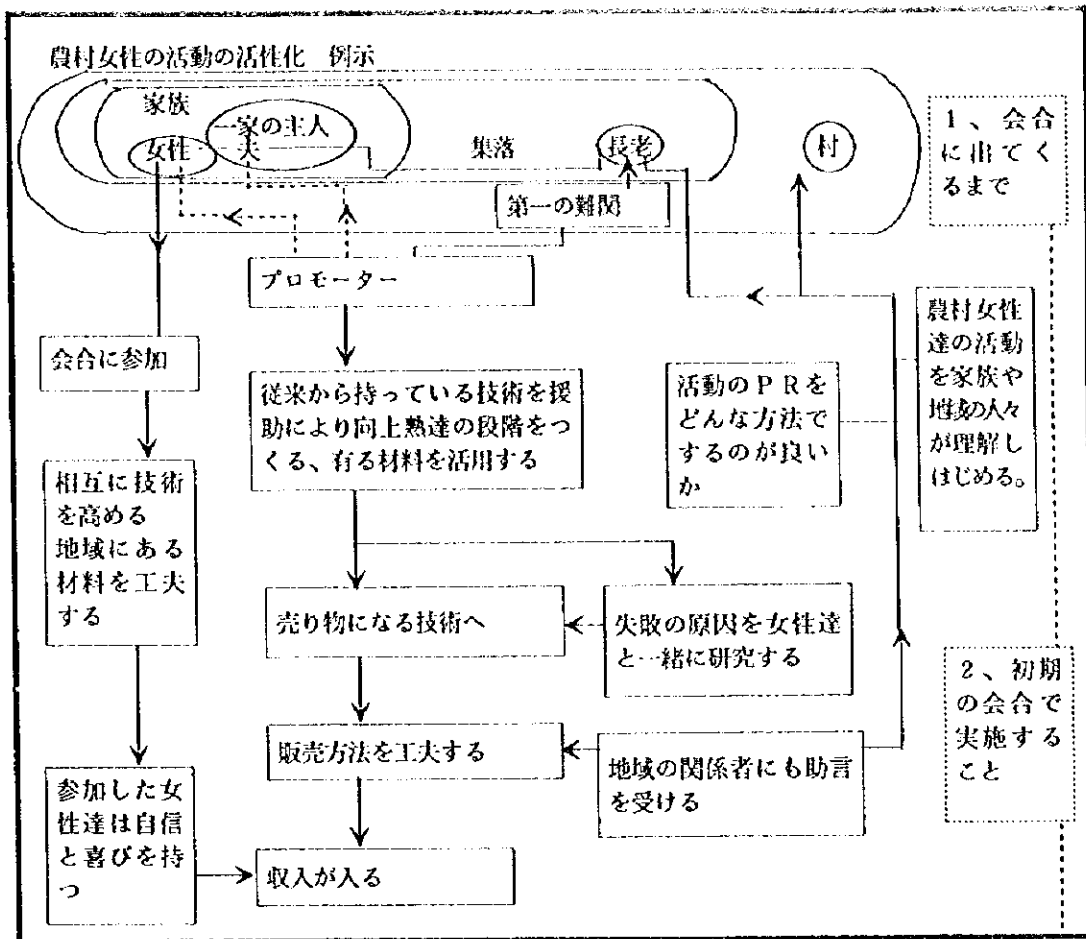 農村女性の活動の活性化 例示
家族
一家の主人
女性 夫
集落
長老
村
第一の難関
1、会合
に出てく
るまで
プロモーター
会合に参加
従来から持っている技術を援
助により向上熟達の段階をつ
くる、有る材料を活用する
活動のPRを
どんな方法で
するのが良い
か
農村女性
達の活動
を家族や
地域の人々
が理解し
はじめる。
相互に技術
を高める
地域にある
材料を工夫
する
売り物になる技術へ
失敗の原因を女性達
と一緒に研究する
2、初期
の会合で
実施する
こと
販売方法を工夫する
地域の関係者にも助言
を受ける
参加した女
性達は自信
と喜びを持
つ
収入が入る